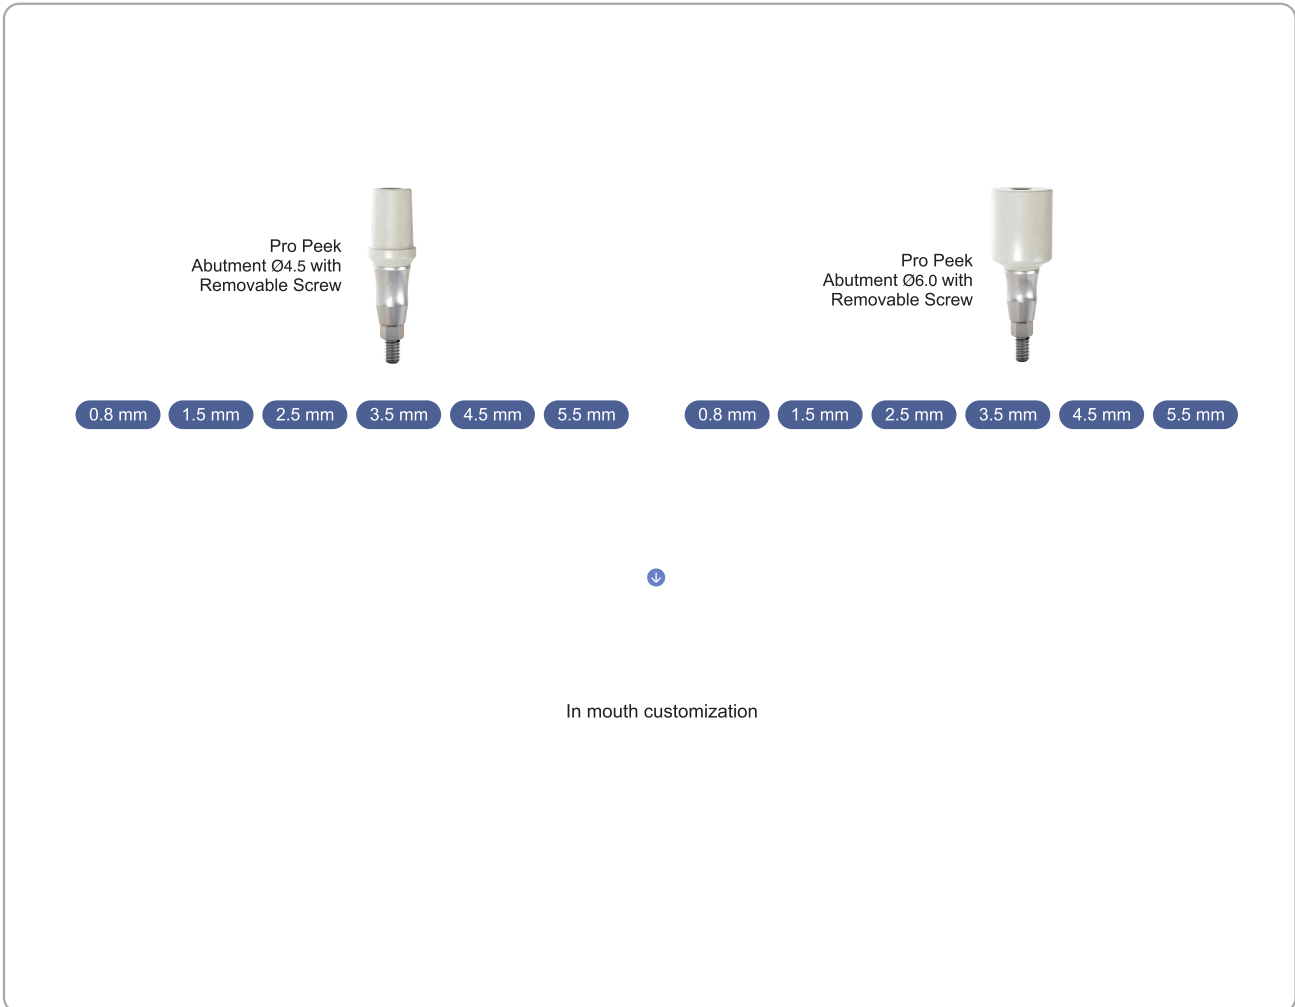 Pro Peek
Abutment Ø4.5 with
Removable Screw
Pro Peek
Abutment Ø6.0 with
Removable Screw
0.8 mm 1.5 mm 2.5 mm 3.5 mm 4.5 mm 5.5 mm
0.8 mm 1.5 mm 2.5 mm 3.5 mm 4.5 mm 5.5 mm
In mouth customization